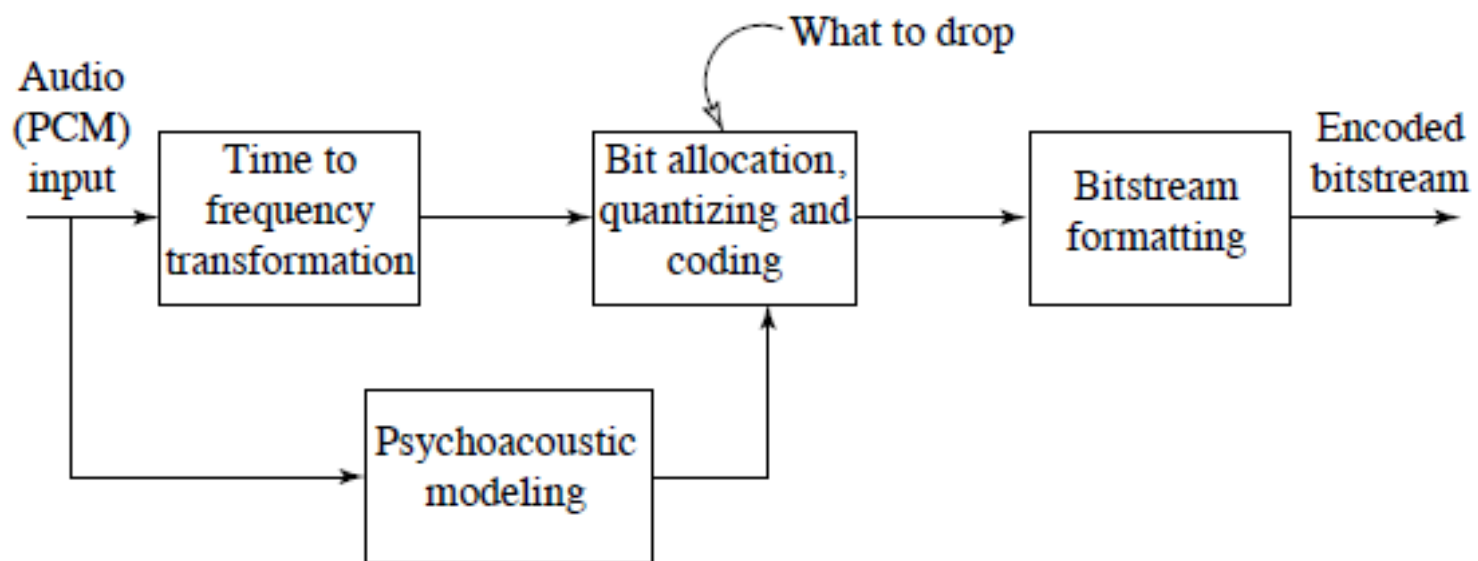 What to drop
Audio
(PCM)
input
Time to
frequency
transformation
Bit allocation,
quantizing and
coding
Bitstream
formatting
Encoded
bitstream
Psychoacoustic
modeling